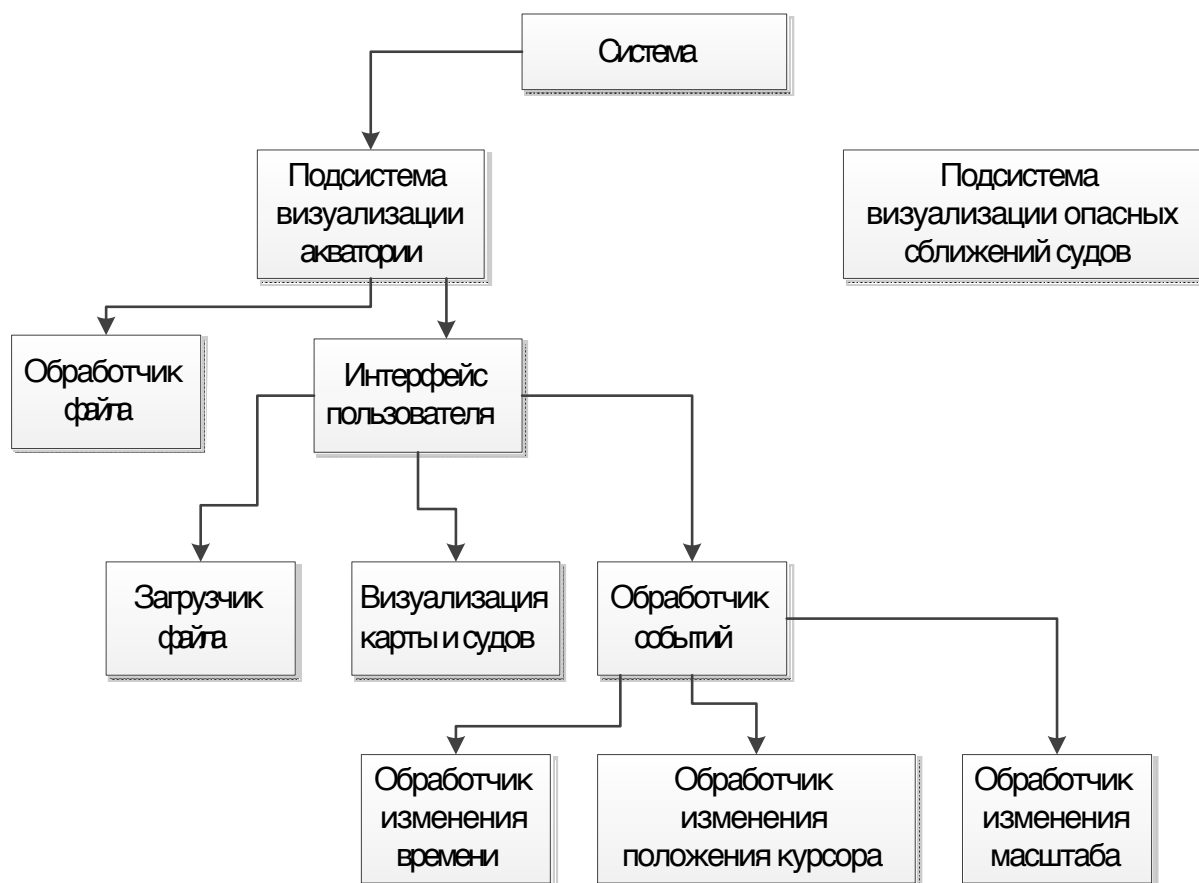 Система
Подсистема
визуализации
акватории
Подсистема
визуализации опасных
сближений судов
Обработчик
файла
Интерфейс
пользователя
Загрузчик
файла
Визуализация
карты и судов
Обработчик
событий
Обработчик
изменения
времени
Обработчик
изменения
положения курсора
Обработчик
изменения
масштаба